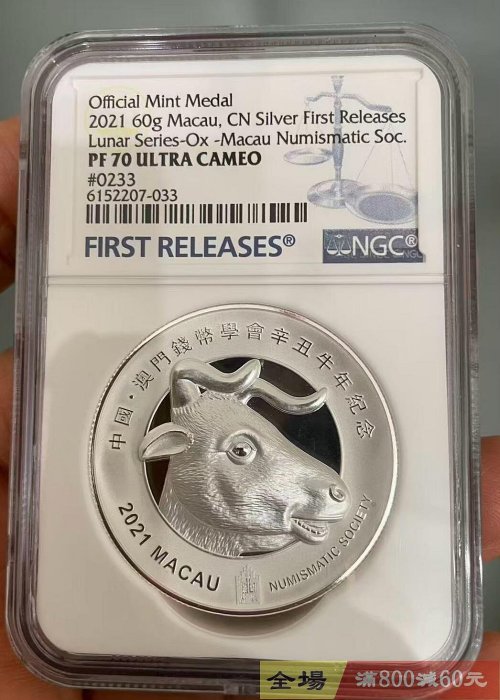 Official Mint Medal
2021 60g Macau, CN Silver First Releases
Lunar Series-Ox -Macau Numismatic Soc.
PF 70 ULTRA CAMEO
#0233
6152207-033
FIRST RELEASES®
NGC®
中國·澳門錢幣學會辛丑牛年紀念
2021 MACAU
NUMISMATIC SOCIETY
全場 滿800減60元